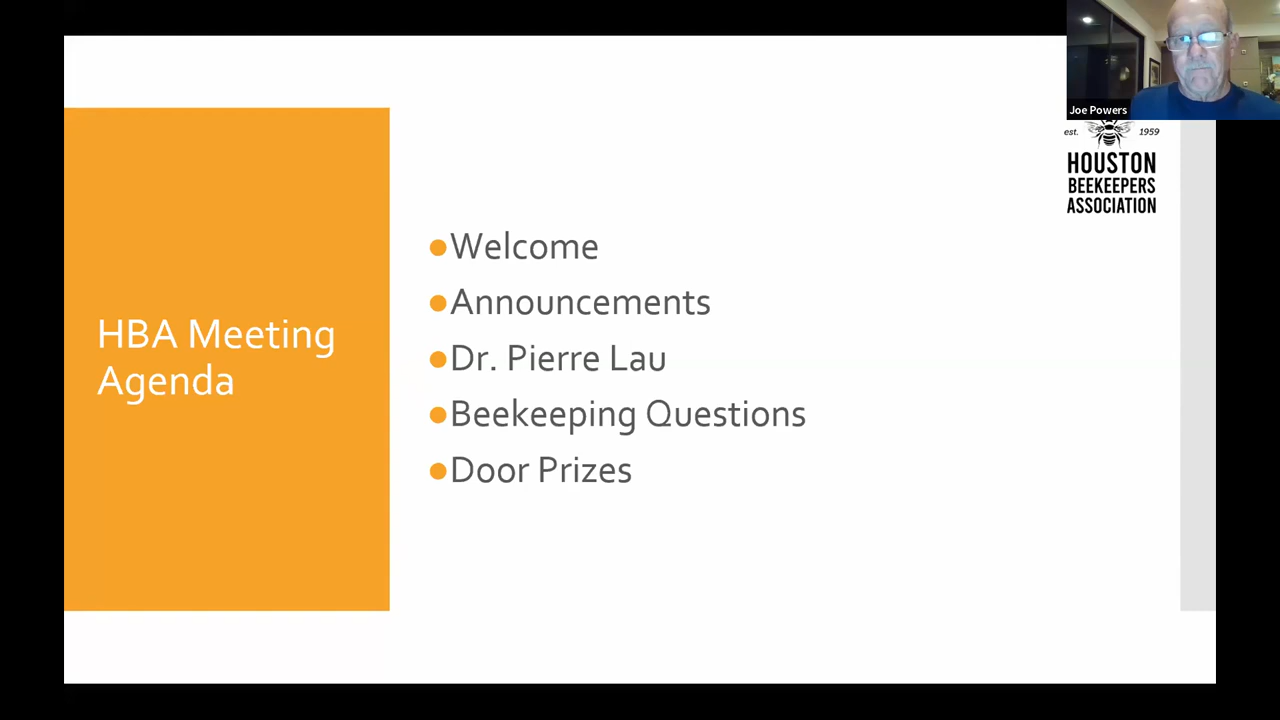 Joe Powers
est. 1959
HOUSTON
BEEKEEPERS
ASSOCIATION
HBA Meeting
Agenda
Welcome
Announcements
Dr. Pierre Lau
Beekeeping Questions
Door Prizes